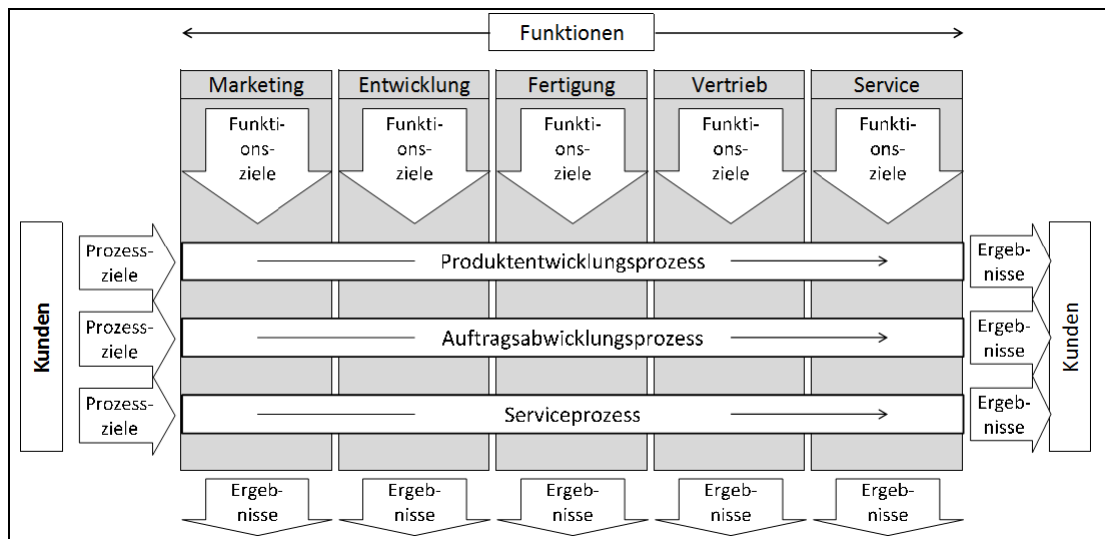 Funktionen
Marketing
Entwicklung
Fertigung
Vertrieb
Service
Funkti-
ons-
ziele
Funkti-
ons-
ziele
Funkti-
ons-
ziele
Funkti-
ons-
ziele
Funkti-
ons-
ziele
Kunden
Prozess-
ziele
Produktentwicklungsprozess
Ergeb-
nisse
Prozess-
ziele
Auftragsabwicklungsprozess
Ergeb-
nisse
Prozess-
ziele
Serviceprozess
Ergeb-
nisse
Kunden
Ergeb-
nisse
Ergeb-
nisse
Ergeb-
nisse
Ergeb-
nisse
Ergeb-
nisse